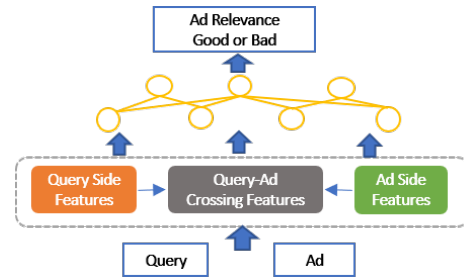 Ad Relevance
Good or Bad
Query Side
Features
Query-Ad
Crossing Features
Ad Side
Features
Query
Ad